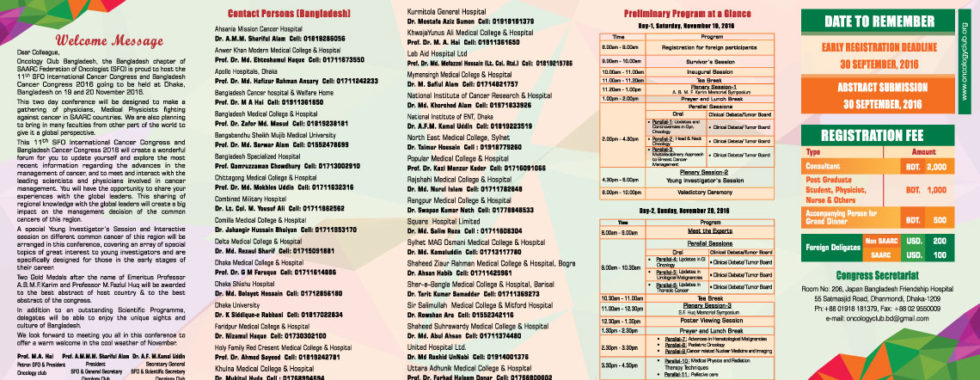 Welcome Message
Dear Colleague,
Oncology Club Bangladesh, the Bangladesh chapter of
SAARC Federation of Oncologist (SFO) is proud to host the
11th SFO International Cancer Congress and Bangladesh
Cancer Congress 2016 going to be held at Dhaka,
Bangladesh on 19 and 20 November 2016.
This two day conference will be designed to make a
gathering of physicians, Medical Physicists fighting
against cancer in SAARC countries. We are also planning
to bring in many faculties from other part of the world to
give it a global perspective.
This 11th SFO International Cancer Congress and
Bangladesh Cancer Congress 2016 will create a wonderful
forum for you to update yourself and explore the most
recent information regarding the advances in the
management of cancer, and to meet and interact with the
leading scientists and physicians involved in cancer
management. You will have the opportunity to share your
experiences with the global leaders. This sharing of
regional knowledge with the global leaders will create a big
impact on the management decision of the common
cancers of this region.
A special Young Investigator's Session and Interactive
session on different common cancer of this region will be
arranged in this conference, covering an array of special
topics of great interest to young investigators and are
specifically designed for those in the early stages of
their career.
Two Gold Medals after the name of Emeritus Professor
A.B.M.F.Karim and Professor M.Fazlul Huq will be awarded
to the best abstract of host country & to the best
abstract of the congress.
In addition to an outstanding Scientific Programme,
delegates will be able to enjoy the unique sights and
culture of Bangladesh.
We look forward to meeting you all in this conference to
offer a warm welcome in the cool weather of November.
Prof. M.A. Hai Prof. A.M.M.M. Shariful Alam Dr. A.F. M.Kamal Uddin
Patron SFO & President President Secretary General
Oncology club SFO & General Secretary SFO & Scientific Secretary
Contact Persons (Bangladesh)
Ahsania Mission Cancer Hospital
Dr. A.M.M. Shariful Alam Cell: 01819286056
Anwer Khan Modern Medical College & Hospital
Prof. Dr. Md. Ehteshamul Haque Cell: 01711673550
Apollo Hospitals, Dhaka
Prof. Dr. Md. Hafizur Rahman Ansary Cell: 01711242233
Bangladesh Cancer hospital & Welfare Home
Prof. Dr. M A Hai Cell: 01911361650
Bangladesh Medical College & Hospital
Prof. Dr. Zafor Md. Masud Cell: 01819238181
Bangabandhu Sheikh Mujib Medical University
Prof. Dr. Md. Sarwar Alam Cell: 01552478693
Bangladesh Specialized Hospital
Prof. Quamruzzaman Chowdhury Cell: 01713002910
Chittagong Medical College & Hospital
Prof. Dr. Md. Mokhles Uddin Cell: 01711632316
Combined Military Hospital
Dr. Lt. Col. M. Yousuf Ali Cell: 01711862562
Comilla Medical College & Hospital
Dr. Jahangir Hussain Bhuiyan Cell: 01711953170
Delta Medical College & Hospital
Dr. Md. Rezaul Sharif Cell: 01715091681
Dhaka Medical College & Hospital
Prof. Dr. G M Faruque Cell: 01711614886
Dhaka Shishu Hospital
Dr. Md. Belayet Hossain Cell: 01712856180
Dhaka University
Dr. K Siddique-e Rabbani Cell: 01817022634
Faridpur Medical College & Hospital
Dr. Nizamul Haque Cell: 01730302100
Holy Family Red Cresent Medical College & Hospital
Prof. Dr. Ahmed Sayeed Cell: 01819242781
Khulna Medical College & Hospital
Dr. Mukitul Huda Cell: 01768994594
Kurmitola General Hospital
Dr. Mostafa Aziz Sumon Cell: 01919181379
KhwajaYunus Ali Medical College & Hospital
Prof. Dr. M. A. Hai Cell: 01911361650
Lab Aid Hospital Ltd
Prof. Dr. Md. Mofazzel Hossain (Lt. Col. Rtd.) Cell: 01819215785
Mymensingh Medical College & Hospital
Dr. M. Safiul Alam Cell: 01714621757
National Institute of Cancer Research & Hospital
Dr. Md. Khorshed Alam Cell: 01971833926
National Institute of ENT, Dhaka
Dr. A.F.M. Kamal Uddin Cell: 01819223519
North East Medical College, Sylhet
Dr. Taimor Hossain Cell: 01918779260
Popular Medical College & Hospital
Prof. Dr. Kazi Manzur Kader Cell: 01716091066
Rajshahi Medical College & Hospital
Dr. Md. Nurul Islam Cell: 01711782848
Rangpur Medical College & Hospital
Dr. Swapan Kumar Nath Cell: 01778848533
Square Hospital Limited
Dr. Md. Salim Reza Cell: 01711608304
Sylhet MAG Osmani Medical College & Hospital
Dr. Md. Kamaluddin Cell: 01753117780
Shaheed Ziaur Rahman Medical College & Hospital, Bogra
Dr. Ahsan Habib Cell: 01711425961
Sher-e-Bangla Medical College & Hospital, Barisal
Dr. Tarit Kumar Samadder Cell: 01711359273
Sir Salimullah Medical College & Mitford Hospital
Dr. Rowshan Ara Cell: 01552342116
Shaheed Suhrawardy Medical College & Hospital
Dr. Md. Abul Ahsan Cell: 01711374480
United Hospital Ltd.
Dr. Md Rashid UnNabi Cell: 01914001376
Uttara Adhunik Medical College & Hospital
Preliminary Program at a Glance
Day-1, Saturday, November 19, 2016
Time Program
8.00am - 9.00am Registration for foreign participants
9.00am - 10.00am Survivor's Session
10.00am - 11.00am Inaugural Session
11.00am - 11.20am Tea Break
11.20am - 1.00pm Plenary Session-1
A. B. M. F. Karim Memorial Symposium
1.00pm - 2.00pm Prayer and Lunch Break
Parallel Sessions
Oral Clinical Debate/Tumor Board
2.00pm - 4.30pm
• Parallel-1: Updates and Controversies in Gyn. Oncology • Clinical Debate/Tumor Board
• Parallel-2: Head & Neck Oncology • Clinical Debate/Tumor Board
• Parallel-3: Multidisciplinary Approach to Breast Cancer Management • Clinical Debate/Tumor Board
Plenary Session-2
4.30pm - 6.00pm Young Investigator's Session
6.00pm - 10.00pm Valedictory Ceremony
Day-2, Sunday, November 20, 2016
Time Program
8.00am - 9.00am Meet the Experts
Parallel Sessions
Oral Clinical Debate/Tumor Board
9.00am - 10.30am
• Parallel-4: Updates in GI Oncology • Clinical Debate/Tumor Board
• Parallel-5: Updates in Urological Malignancies • Clinical Debate/Tumor Board
• Parallel-6: Updates in Thoracic Cancer • Clinical Debate/Tumor Board
10.30am - 11.00am Tea Break
11.00am - 12.30pm Plenary Session-3
S.F. Huq Memorial Symposium
12.30pm - 1.30pm Poster Viewing Session
1.30pm - 2.30pm Prayer and Lunch Break
2.30pm - 3.30pm
• Parallel-7: Advances in Hematological Malignancies
• Parallel-8: Pediatric Oncology
• Parallel-9: Cancer related Nuclear Medicine and Imaging
3.30pm - 4.30pm
• Parallel-10: Medical Physics and Radiation Therapy Techniques
• Parallel-11: Palliative care
DATE TO REMEMBER
EARLY REGISTRATION DEADLINE
30 SEPTEMBER, 2016
ABSTRACT SUBMISSION
30 SEPTEMBER, 2016
REGISTRATION FEE
Type Amount
Consultant BDT. 2,000
Post Graduate
Student, Physicist,
Nurse & Others BDT. 1,000
Accompanying Person for
Grand Dinner BDT. 500
Foreign Deligates Non SAARC USD. 200
SAARC USD. 100
Congress Secretariat
Room No: 206, Japan Bangladesh Friendship Hospital
55 Satmasjid Road, Dhanmondi, Dhaka-1209
Ph: +88 01918 181379, Fax: +88 02 9550009
e-mail: oncologyclub.bd@gmail.com